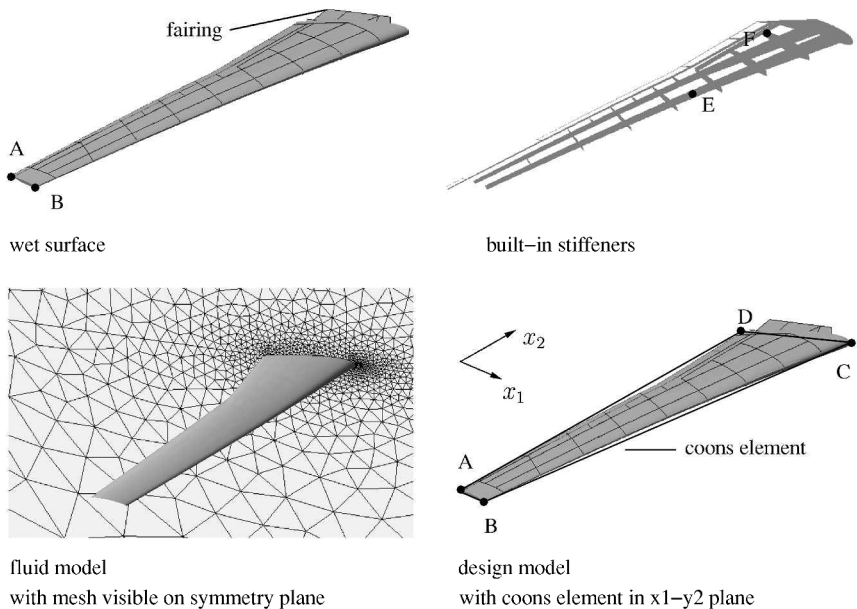 fairing
A
B
wet surface
F
E
built-in stiffeners
fluid model
with mesh visible on symmetry plane
x₂
x₁
D
C
coons element
A
B
design model
with coons element in x1-y2 plane